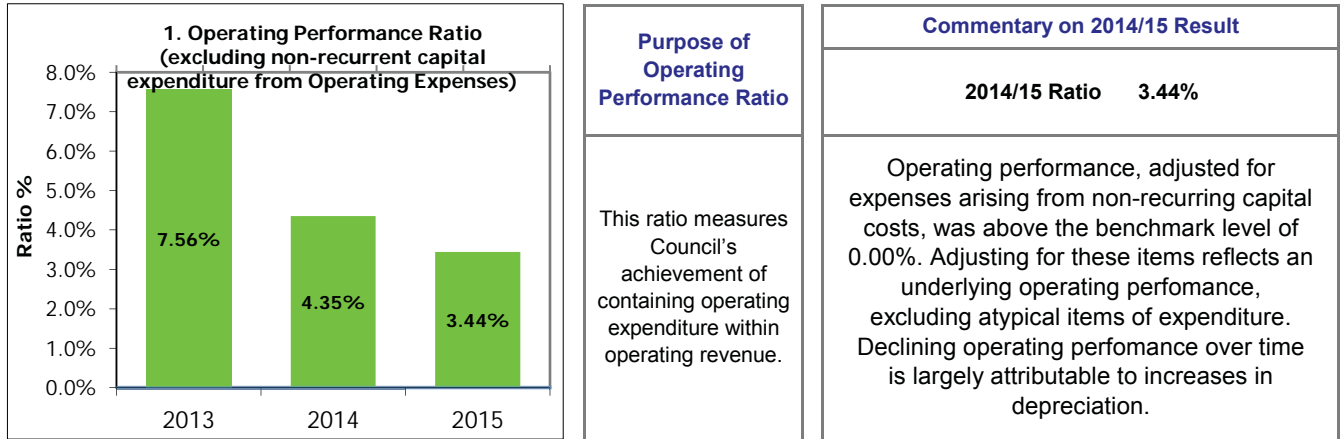 1. Operating Performance Ratio
(excluding non-recurrent capital
expenditure from Operating Expenses)
8.0%
7.0%
6.0%
5.0%
4.0%
3.0%
2.0%
1.0%
0.0%
Ratio %
7.56%
4.35%
3.44%
2013
2014
2015
Purpose of
Operating
Performance Ratio
This ratio measures
Council's
achievement of
containing operating
expenditure within
operating revenue.
Commentary on 2014/15 Result
2014/15 Ratio 3.44%
Operating performance, adjusted for
expenses arising from non-recurring capital
costs, was above the benchmark level of
0.00%. Adjusting for these items reflects an
underlying operating perfomance,
excluding atypical items of expenditure.
Declining operating perfomance over time
is largely attributable to increases in
depreciation.